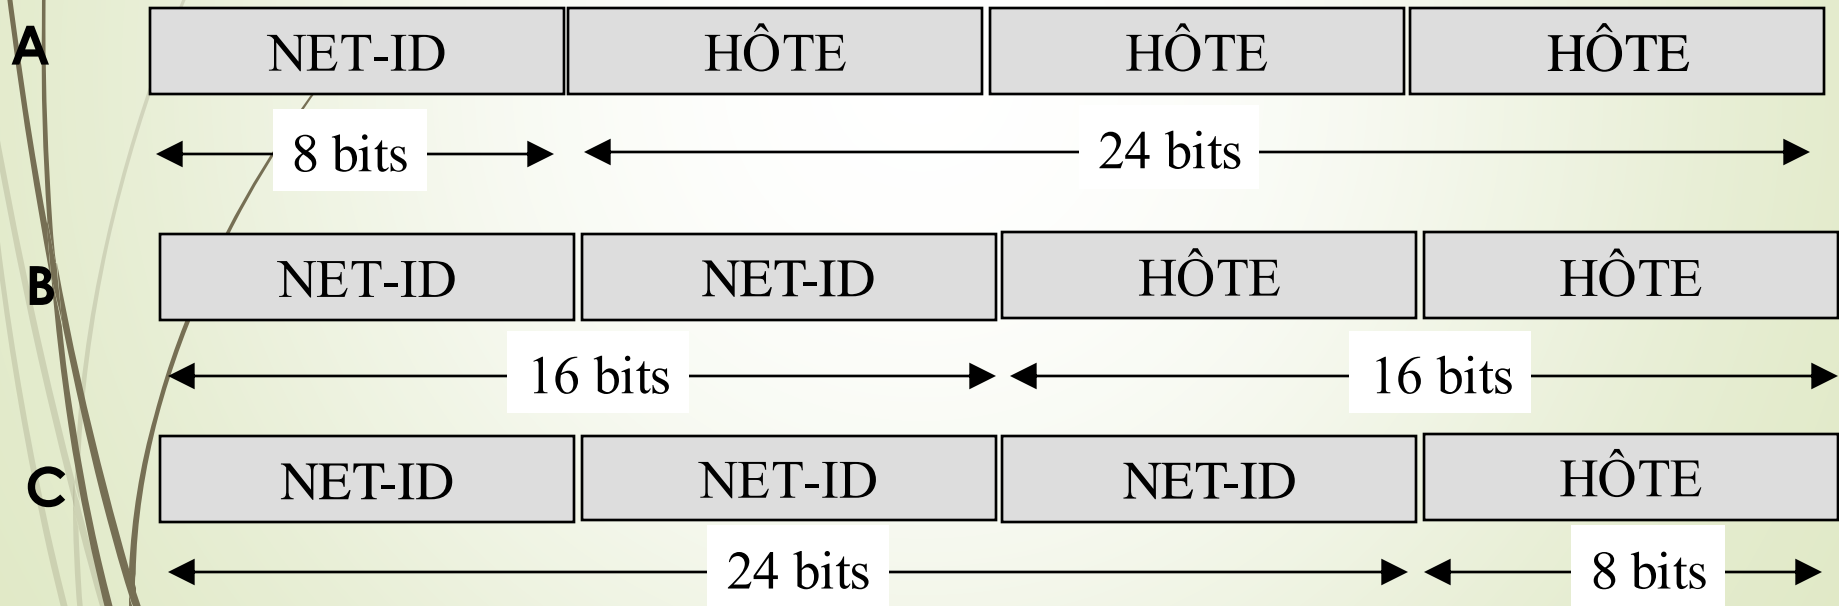 A NET-ID HÔTE HÔTE HÔTE
8 bits 24 bits
B NET-ID NET-ID HÔTE HÔTE
16 bits 16 bits
C NET-ID NET-ID NET-ID HÔTE
24 bits 8 bits